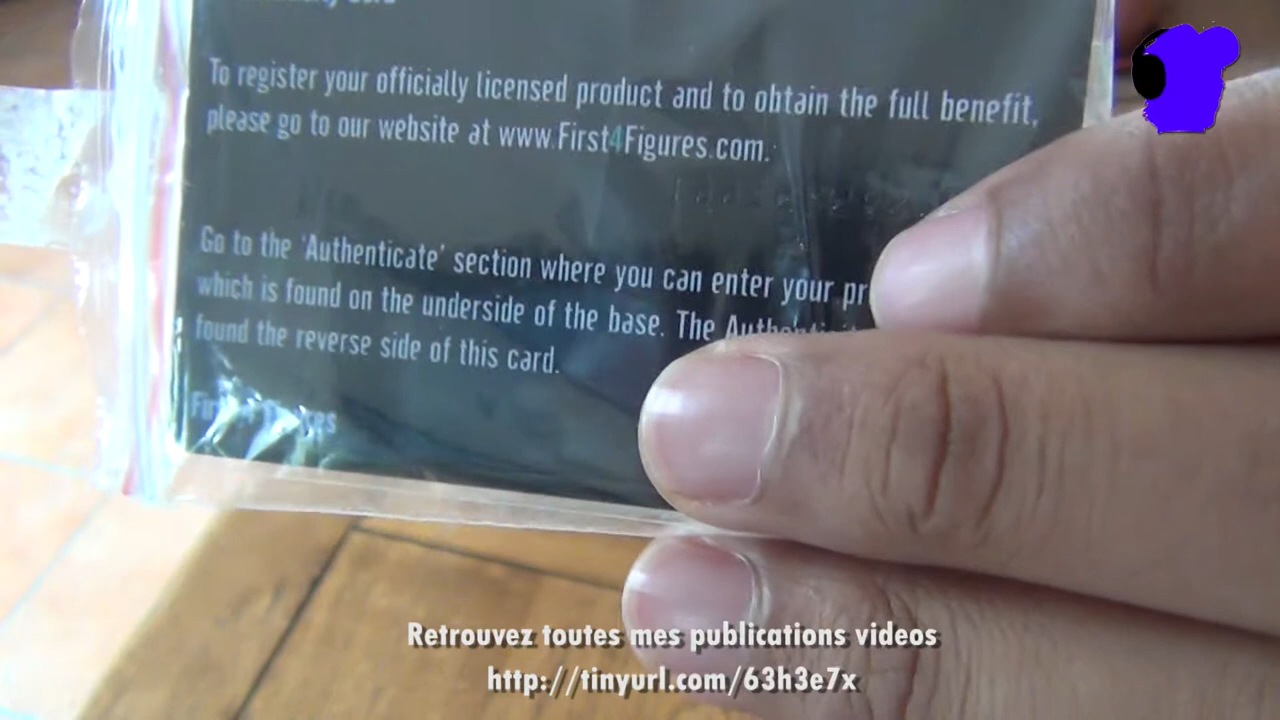 To register your officially licensed product and to obtain the full benefit,
please go to our website at www.First4Figures.com.
Go to the 'Authenticate' section where you can enter your
which is found on the underside of the base. The
found the reverse side of this card.
Retrouvez toutes mes publications videos
http://tinyurl.com/63h3e7x